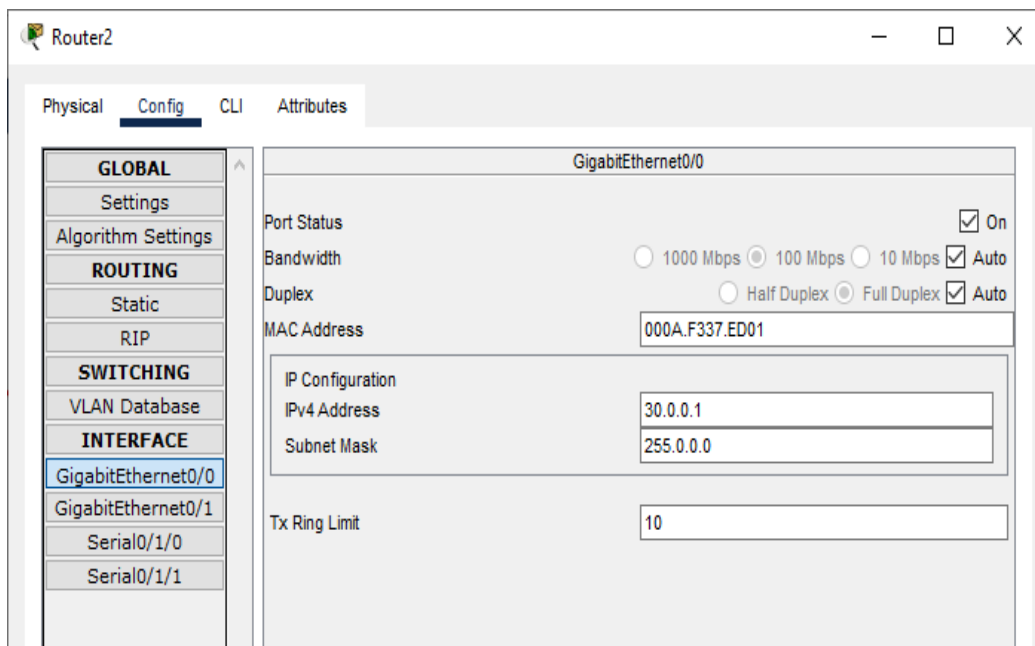 Router2
Physical Config CLI Attributes
GLOBAL
Settings
Algorithm Settings
ROUTING
Static
RIP
SWITCHING
VLAN Database
INTERFACE
GigabitEthernet0/0
GigabitEthernet0/1
Serial0/1/0
Serial0/1/1
GigabitEthernet0/0
Port Status On
Bandwidth 1000 Mbps 100 Mbps 10 Mbps Auto
Duplex Half Duplex Full Duplex Auto
MAC Address 000A.F337.ED01
IP Configuration
IPv4 Address 30.0.0.1
Subnet Mask 255.0.0.0
Tx Ring Limit 10